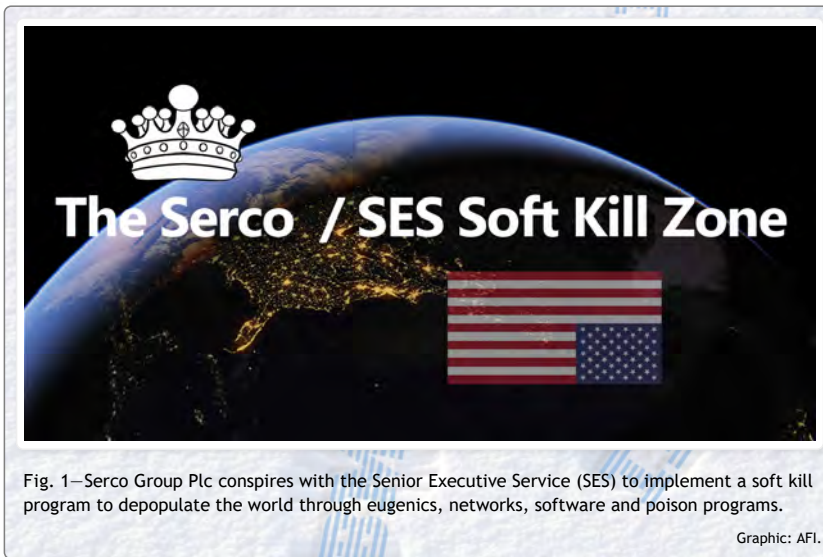 The Serco / SES Soft Kill Zone
Fig. 1—Serco Group Plc conspires with the Senior Executive Service (SES) to implement a soft kill
program to depopulate the world through eugenics, networks, software and poison programs.
Graphic: AFI.